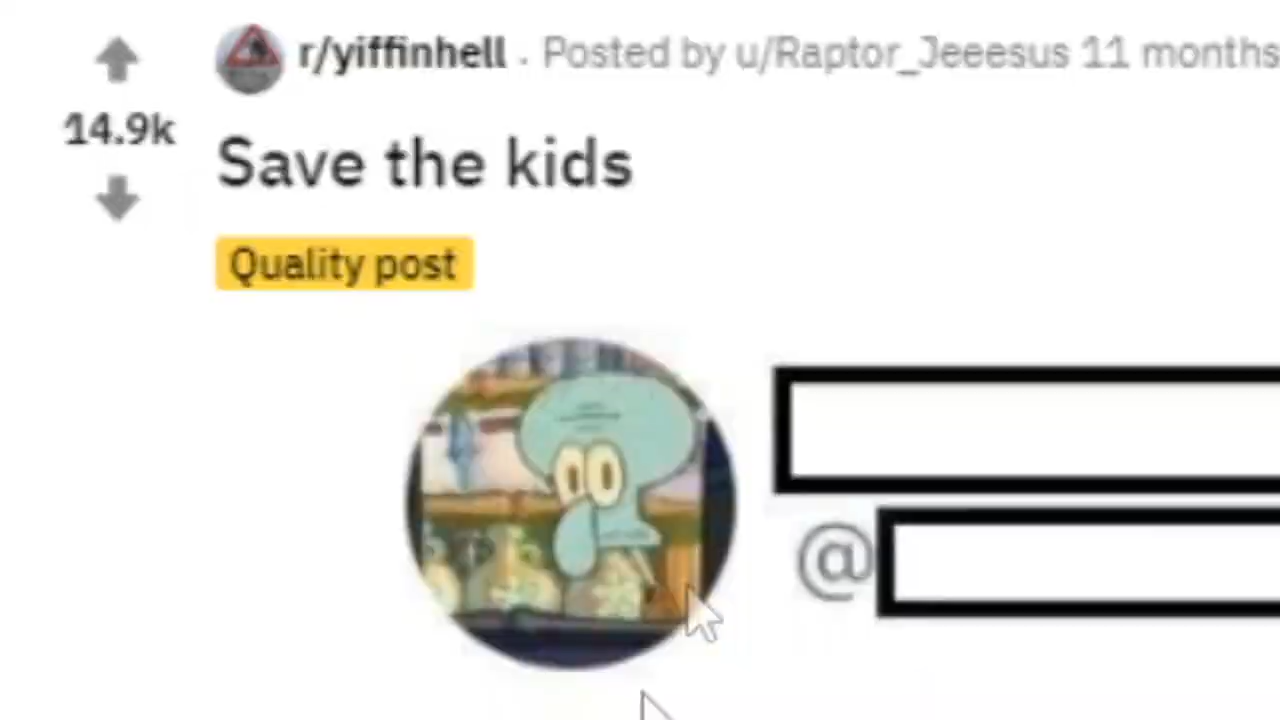 r/yiffinhell · Posted by u/Raptor_Jeeesus 11 months
14.9k
Save the kids
Quality post
@